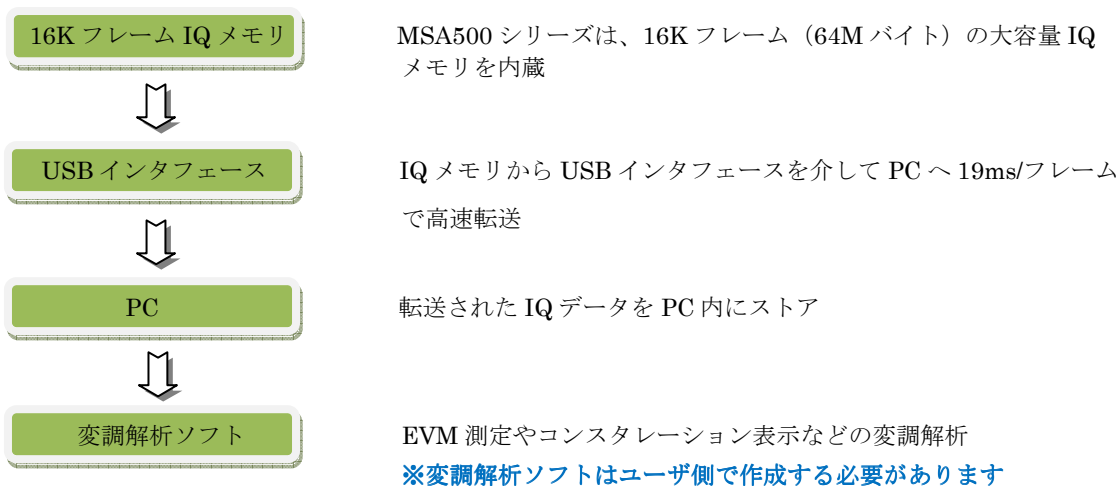 16K フレーム IQ メモリ
MSA500 シリーズは、16K フレーム（64M バイト）の大容量 IQ
メモリを内蔵
USB インタフェース
IQ メモリから USB インタフェースを介して PC へ 19ms/フレーム
で高速転送
PC
転送された IQ データを PC 内にストア
変調解析ソフト
EVM 測定やコンスタレーション表示などの変調解析
※変調解析ソフトはユーザ側で作成する必要があります